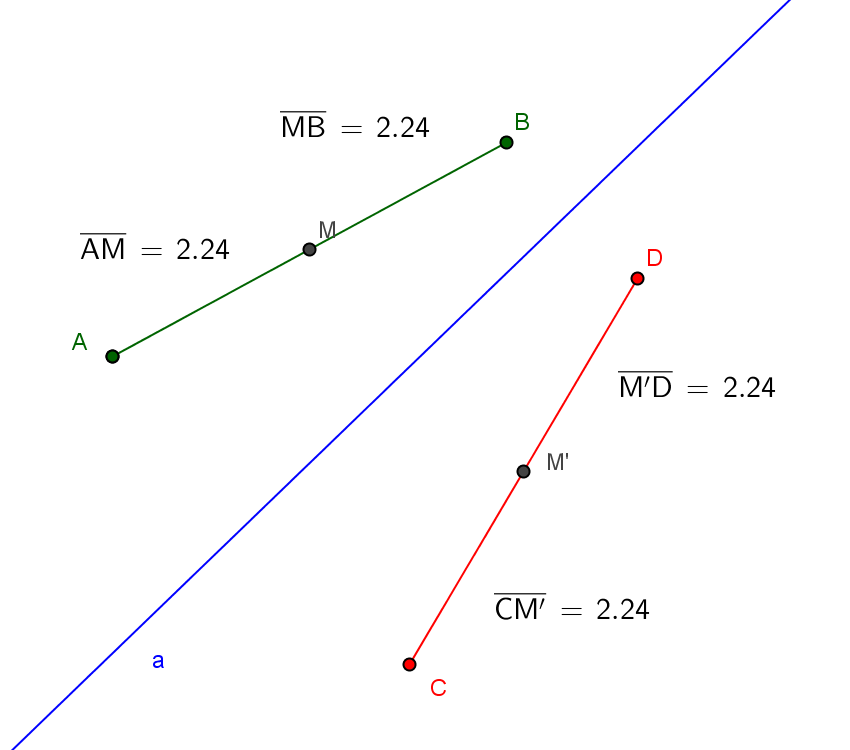 B
MB = 2.24
M
AM = 2.24
D
A
M'D = 2.24
M'
CM' = 2.24
a
C